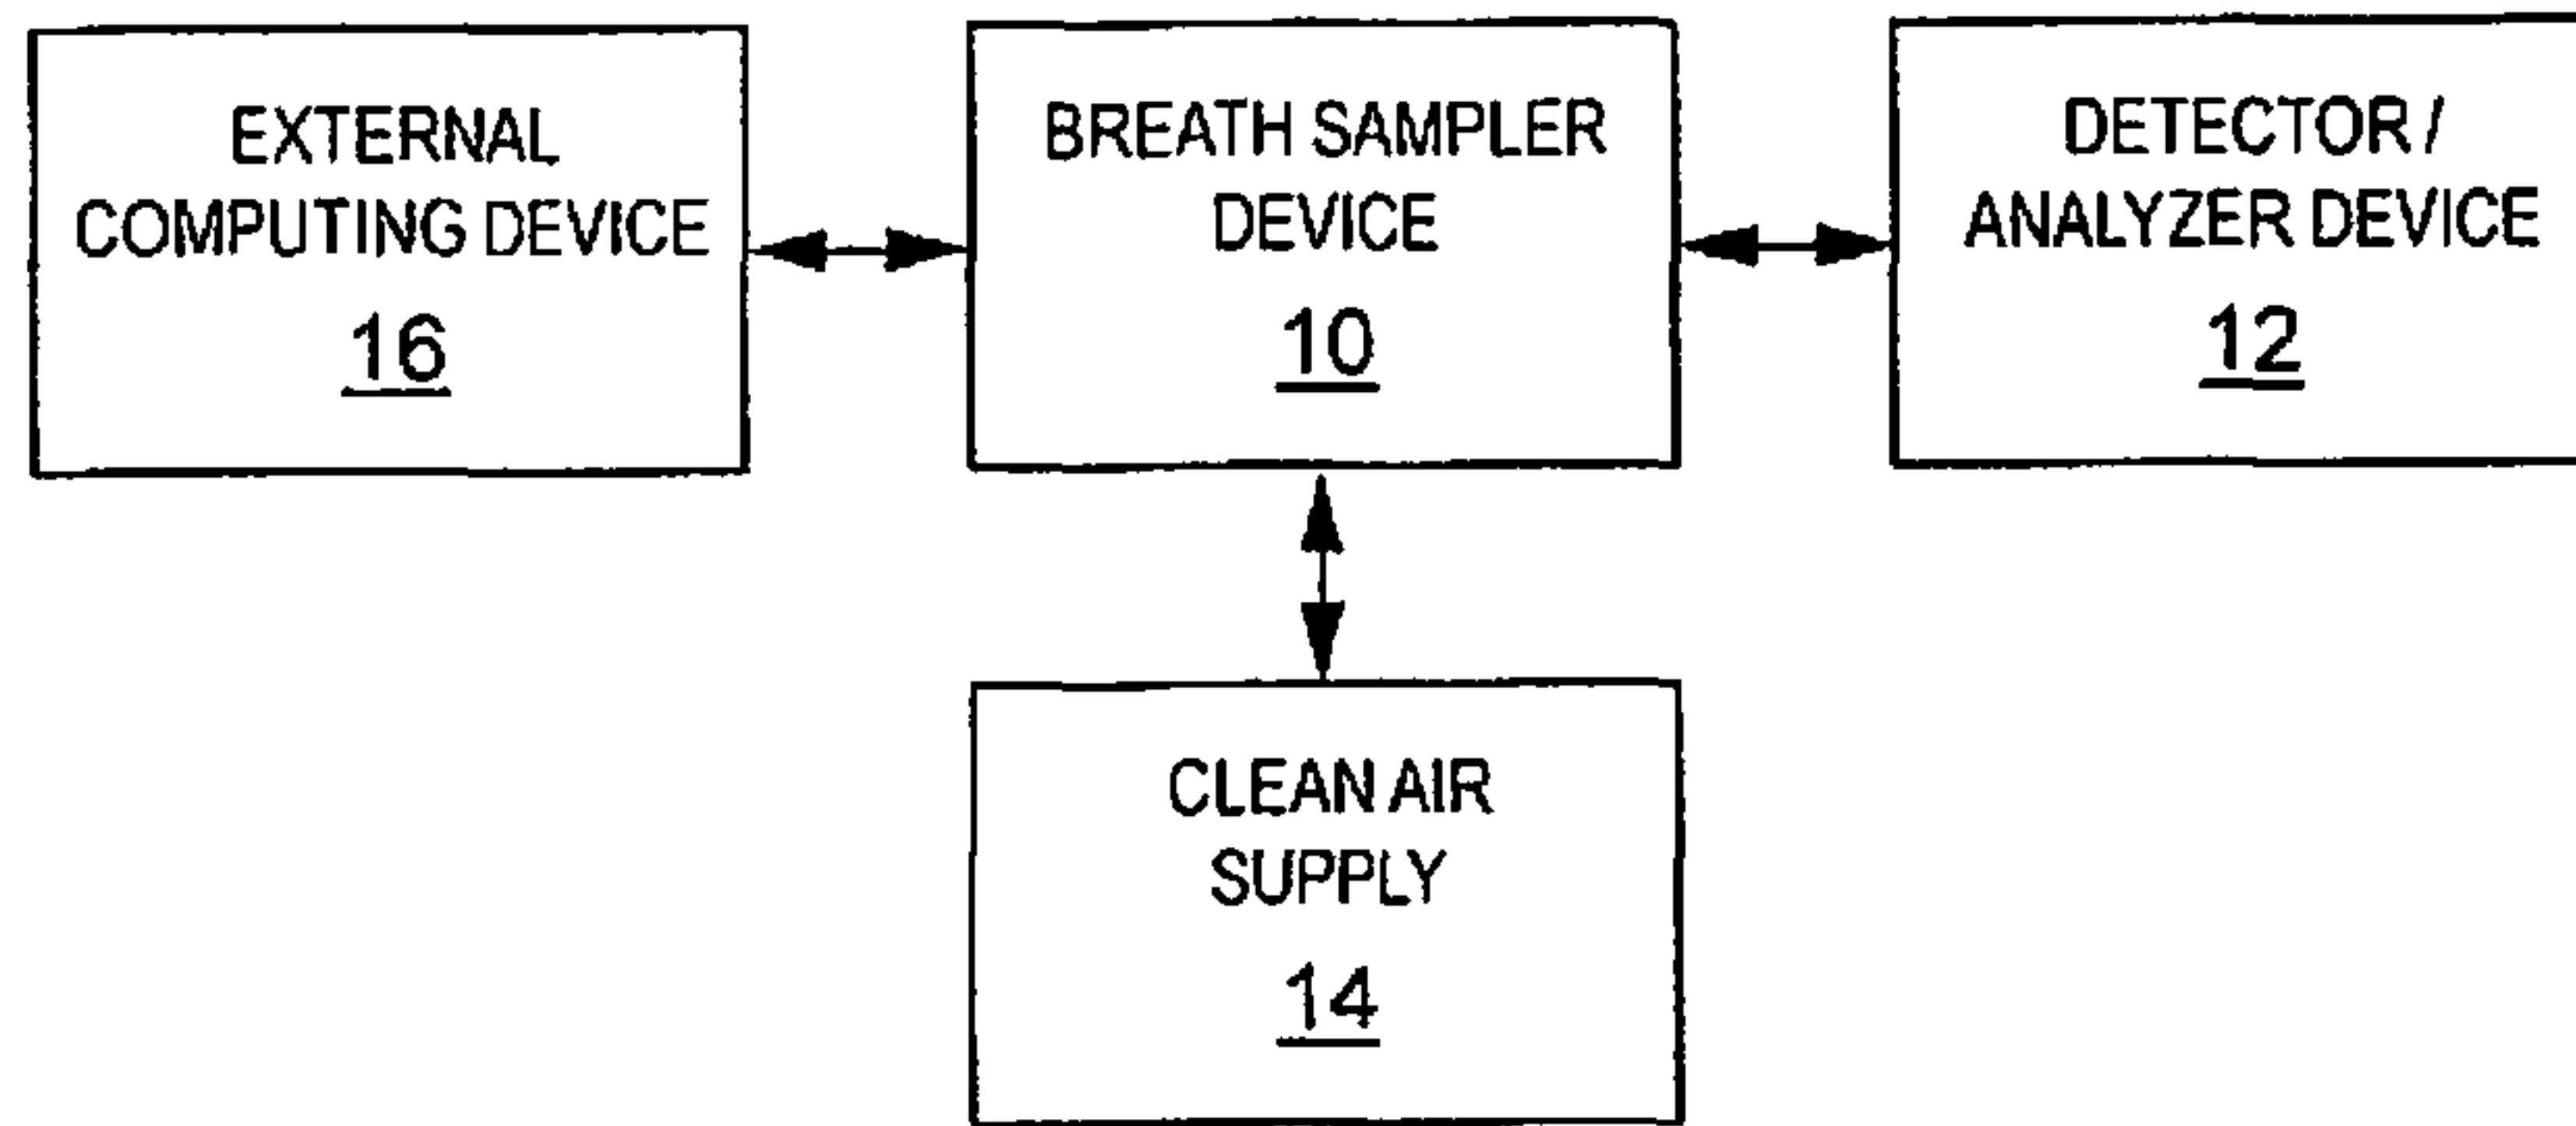 EXTERNAL
COMPUTING DEVICE
16
BREATH SAMPLER
DEVICE
10
DETECTOR /
ANALYZER DEVICE
12
CLEAN AIR
SUPPLY
14